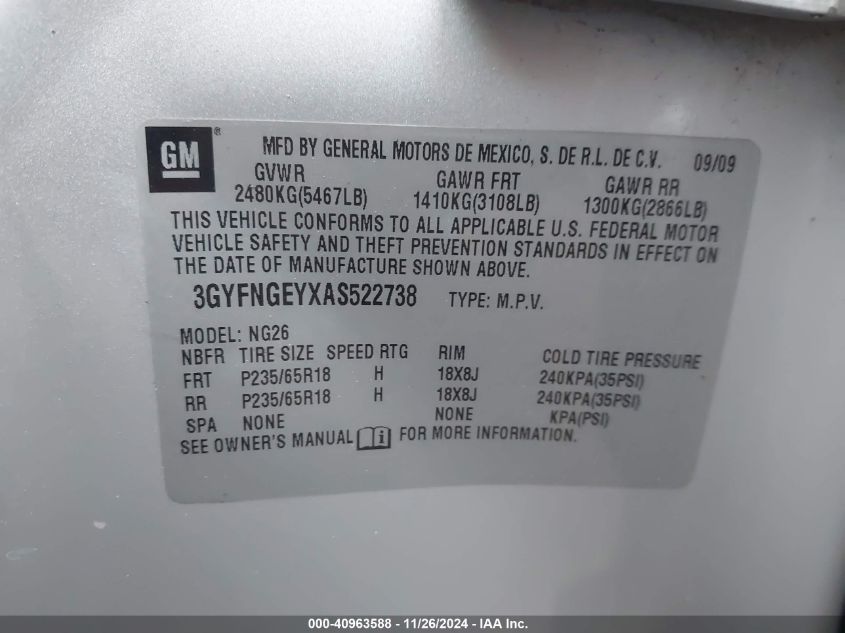 GM ® MFD BY GENERAL MOTORS DE MEXICO, S. DE R.L. DE C.V. 09/09
GVWR GAWR FRT GAWR RR
2480KG(5467LB) 1410KG(3108LB) 1300KG(2866LB)
THIS VEHICLE CONFORMS TO ALL APPLICABLE U.S. FEDERAL MOTOR
VEHICLE SAFETY AND THEFT PREVENTION STANDARDS IN EFFECT ON
THE DATE OF MANUFACTURE SHOWN ABOVE.
3GYFNGEYXAS522738 TYPE: M.P.V.
MODEL: NG26
NBFR TIRE SIZE SPEED RTG RIM COLD TIRE PRESSURE
FRT P235/65R18 H 18X8J 240KPA(35PSI)
RR P235/65R18 H 18X8J 240KPA(35PSI)
SPA NONE NONE KPA(PSI)
SEE OWNER'S MANUAL i FOR MORE INFORMATION.
000-40963588 - 11/26/2024 - IAA Inc.